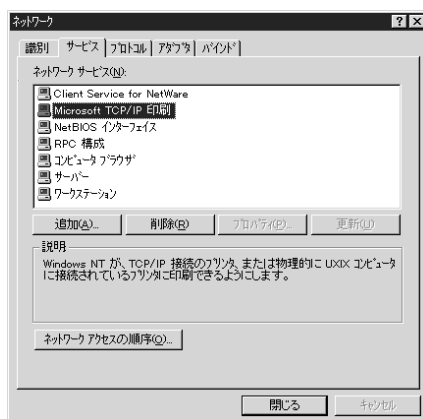 ネットワーク
識別 サービス プロトコル アダプタ バインド
ネットワーク サービス(N):
Client Service for NetWare
Microsoft TCP/IP 印刷
NetBIOS インターフェイス
RPC 構成
コンピュータ ブラウザ
サーバー
ワークステーション
追加(A)... 削除(R) プロパティ(P)... 更新(U)
説明
Windows NT が、TCP/IP 接続のプリンタ、または物理的に UXIX コンピュータ
に接続されているプリンタに印刷できるようにします。
ネットワーク アクセスの順序(O)...
閉じる キャンセル